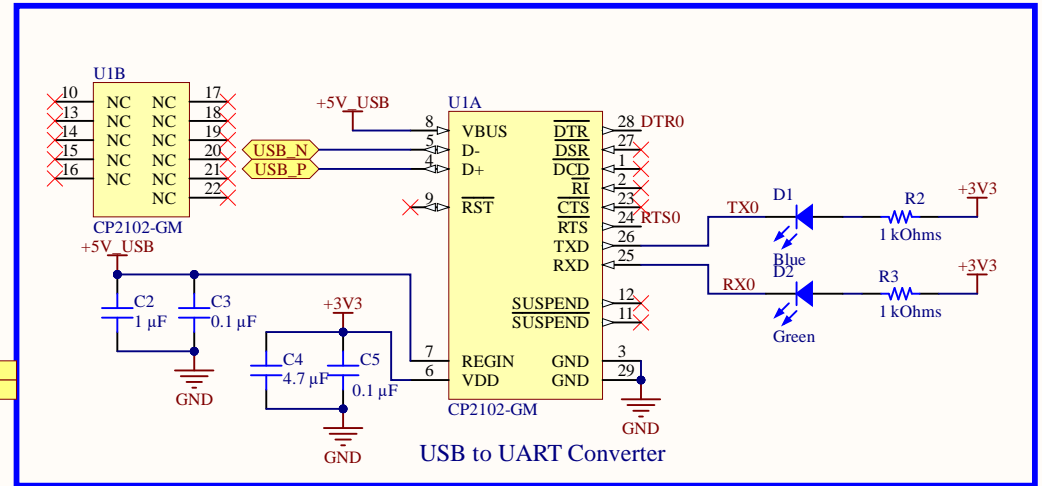 U1B
10 NC NC 17
13 NC NC 18
14 NC NC 19
15 NC NC 20
16 NC NC 21
NC 22
CP2102-GM
+5V_USB
USB_N
USB_P
U1A
8 VBUS DTR 28 DTR0
5 D- DSR 27
4 D+ DCD 1
RI 2
9 RST CTS 23
RTS 24 RTS0
TXD 26
RXD 25
SUSPEND 12
SUSPEND 11
7 REGIN GND 3
6 VDD GND 29
CP2102-GM
GND
TX0
D1
Blue
R2
1 kOhms
+3V3
RX0
D2
Green
R3
1 kOhms
+3V3
+5V_USB
C2
1 µF
C3
0.1 µF
GND
+3V3
C4
4.7 µF
C5
0.1 µF
GND
USB to UART Converter